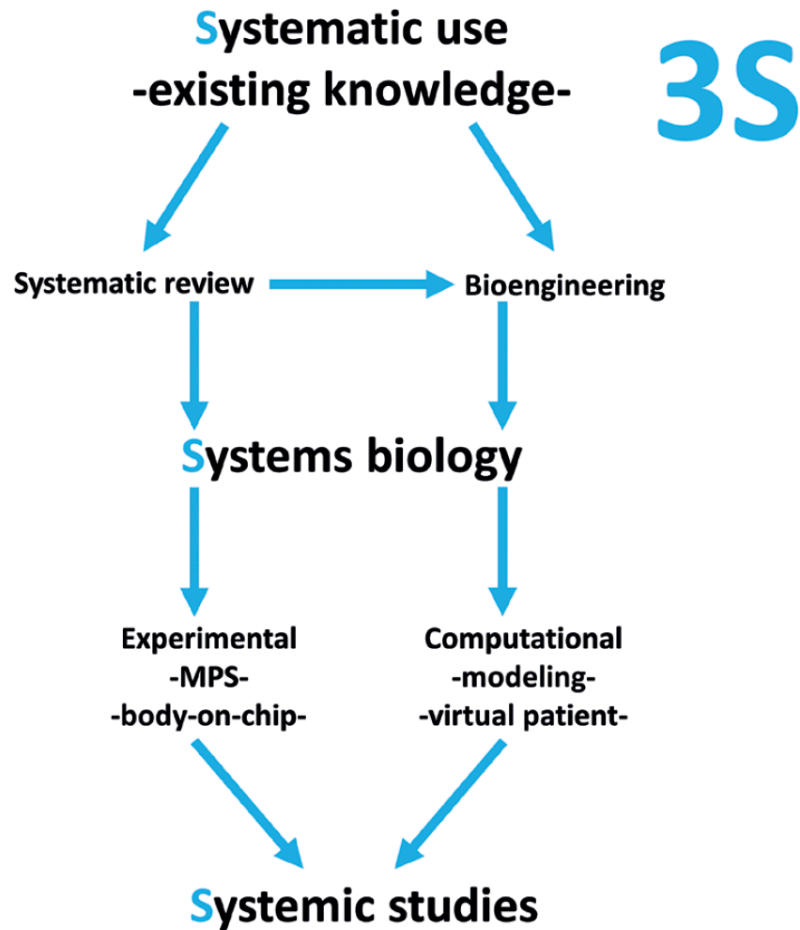 Systematic use
-existing knowledge-
3S
Systematic review
Bioengineering
Systems biology
Experimental
-MPS-
-body-on-chip-
Computational
-modeling-
-virtual patient-
Systemic studies